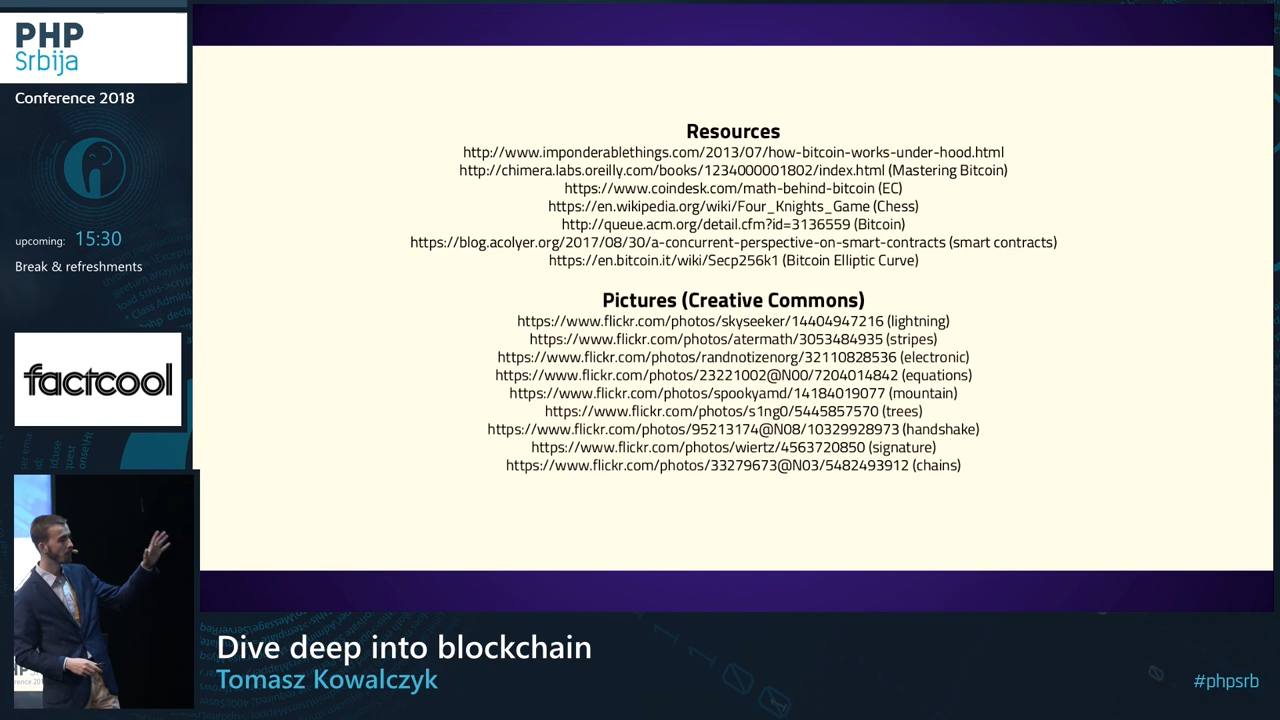 PHP
Srbija
Conference 2018
upcoming: 15:30
Break & refreshments
factcool
Resources
http://www.imponderablethings.com/2013/07/how-bitcoin-works-under-hood.html
http://chimera.labs.oreilly.com/books/1234000001802/index.html (Mastering Bitcoin)
https://www.coindesk.com/math-behind-bitcoin (EC)
https://en.wikipedia.org/wiki/Four_Knights_Game (Chess)
http://queue.acm.org/detail.cfm?id=3136559 (Bitcoin)
https://blog.acolyer.org/2017/08/30/a-concurrent-perspective-on-smart-contracts (smart contracts)
https://en.bitcoin.it/wiki/Secp256k1 (Bitcoin Elliptic Curve)
Pictures (Creative Commons)
https://www.flickr.com/photos/skyseeker/14404947216 (lightning)
https://www.flickr.com/photos/atermath/3053484935 (stripes)
https://www.flickr.com/photos/randnotizenorg/32110828536 (electronic)
https://www.flickr.com/photos/23221002@N00/7204014842 (equations)
https://www.flickr.com/photos/spookyamd/14184019077 (mountain)
https://www.flickr.com/photos/s1ng0/5445857570 (trees)
https://www.flickr.com/photos/95213174@N08/10329928973 (handshake)
https://www.flickr.com/photos/wiertz/4563720850 (signature)
https://www.flickr.com/photos/33279673@N03/5482493912 (chains)
Dive deep into blockchain
Tomasz Kowalczyk
#phpsrb